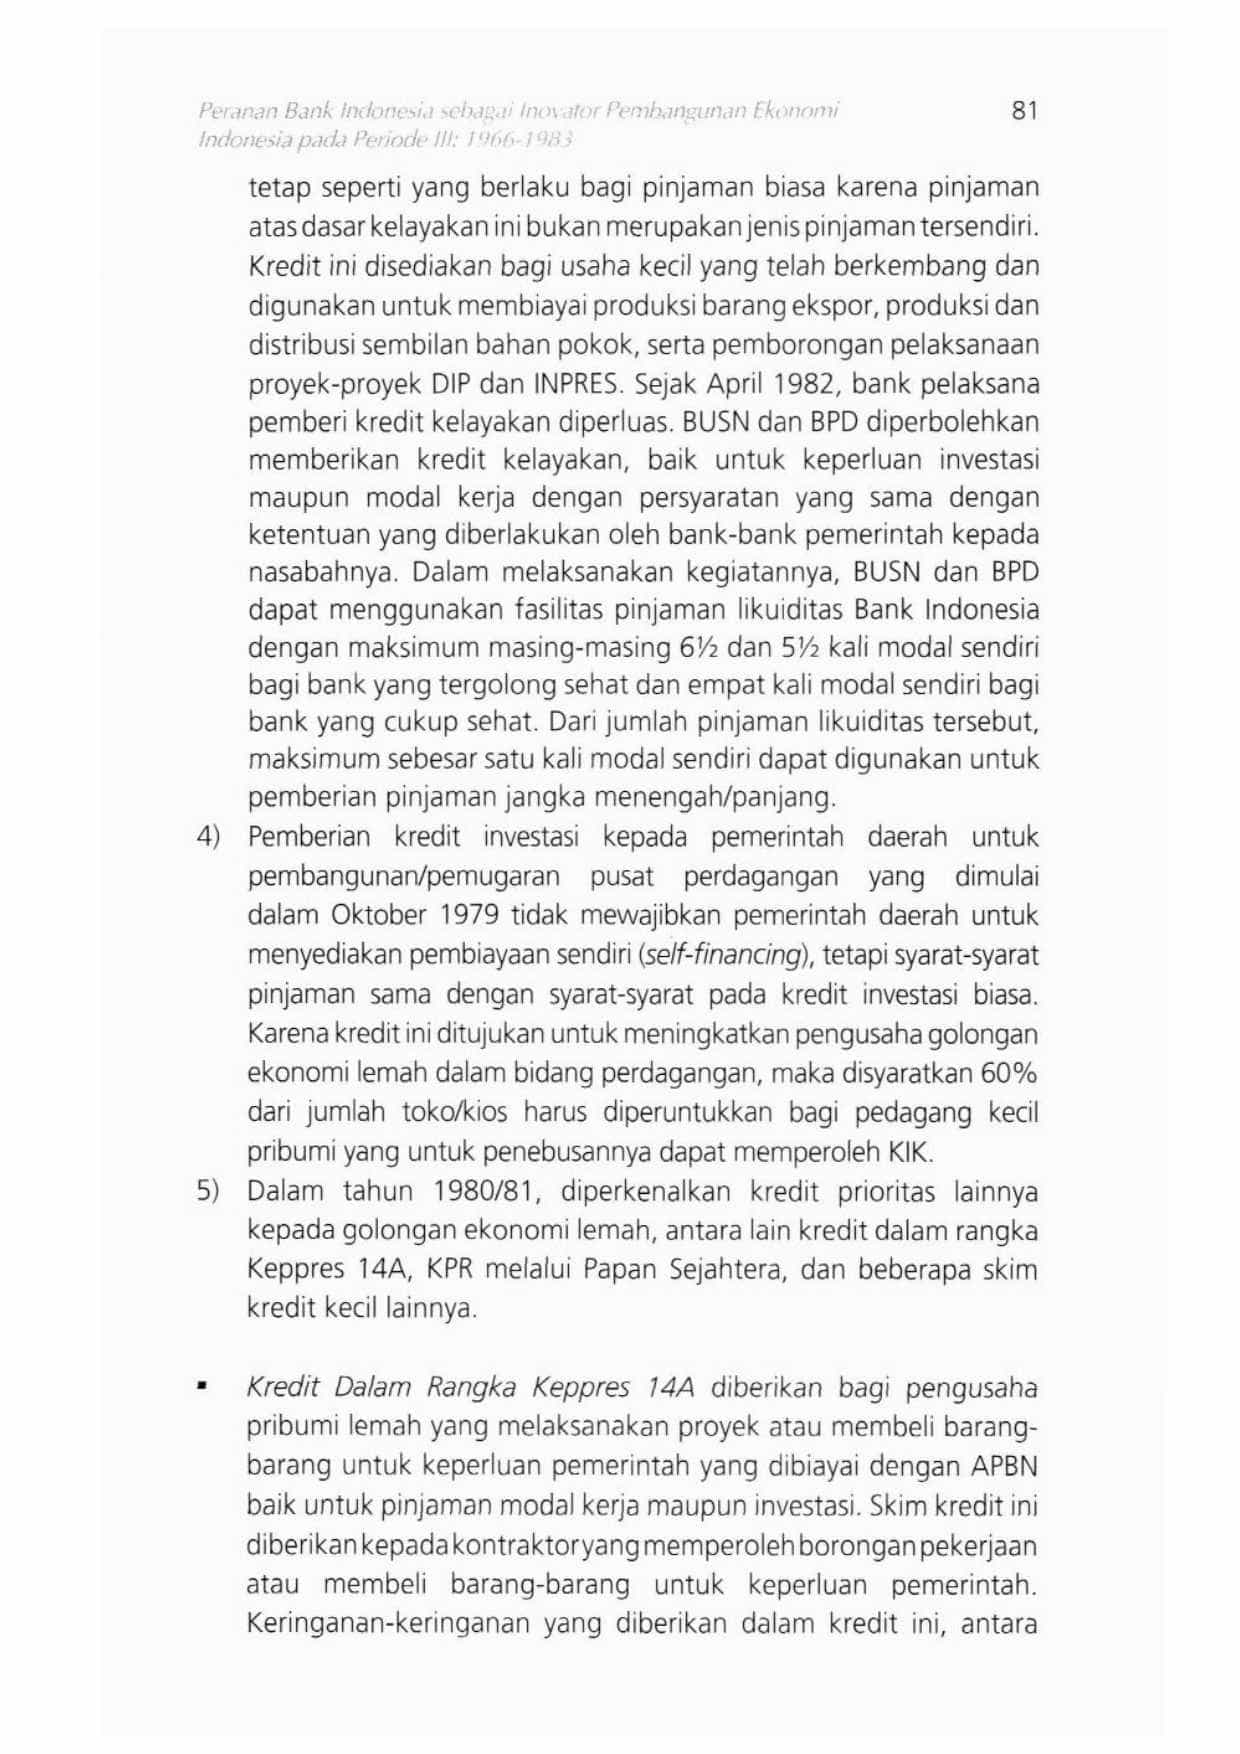 Peranan Bank Indonesia sebagai Inovator Pembangunan Ekonomi 81
Indonesia pada Periode III: 1966-1983
tetap seperti yang berlaku bagi pinjaman biasa karena pinjaman
atas dasar kelayakan ini bukan merupakan jenis pinjaman tersendiri.
Kredit ini disediakan bagi usaha kecil yang telah berkembang dan
digunakan untuk membiayai produksi barang ekspor, produksi dan
distribusi sembilan bahan pokok, serta pemborongan pelaksanaan
proyek-proyek DIP dan INPRES. Sejak April 1982, bank pelaksana
pemberi kredit kelayakan diperluas. BUSN dan BPD diperbolehkan
memberikan kredit kelayakan, baik untuk keperluan investasi
maupun modal kerja dengan persyaratan yang sama dengan
ketentuan yang diberlakukan oleh bank-bank pemerintah kepada
nasabahnya. Dalam melaksanakan kegiatannya, BUSN dan BPD
dapat menggunakan fasilitas pinjaman likuiditas Bank Indonesia
dengan maksimum masing-masing 6½ dan 5½ kali modal sendiri
bagi bank yang tergolong sehat dan empat kali modal sendiri bagi
bank yang cukup sehat. Dari jumlah pinjaman likuiditas tersebut,
maksimum sebesar satu kali modal sendiri dapat digunakan untuk
pemberian pinjaman jangka menengah/panjang.
4) Pemberian kredit investasi kepada pemerintah daerah untuk
pembangunan/pemugaran pusat perdagangan yang dimulai
dalam Oktober 1979 tidak mewajibkan pemerintah daerah untuk
menyediakan pembiayaan sendiri (self-financing), tetapi syarat-syarat
pinjaman sama dengan syarat-syarat pada kredit investasi biasa.
Karena kredit ini ditujukan untuk meningkatkan pengusaha golongan
ekonomi lemah dalam bidang perdagangan, maka disyaratkan 60%
dari jumlah toko/kios harus diperuntukkan bagi pedagang kecil
pribumi yang untuk penebusannya dapat memperoleh KIK.
5) Dalam tahun 1980/81, diperkenalkan kredit prioritas lainnya
kepada golongan ekonomi lemah, antara lain kredit dalam rangka
Keppres 14A, KPR melalui Papan Sejahtera, dan beberapa skim
kredit kecil lainnya.
▪ Kredit Dalam Rangka Keppres 14A diberikan bagi pengusaha
pribumi lemah yang melaksanakan proyek atau membeli barang-
barang untuk keperluan pemerintah yang dibiayai dengan APBN
baik untuk pinjaman modal kerja maupun investasi. Skim kredit ini
diberikan kepada kontraktor yang memperoleh borongan pekerjaan
atau membeli barang-barang untuk keperluan pemerintah.
Keringanan-keringanan yang diberikan dalam kredit ini, antara